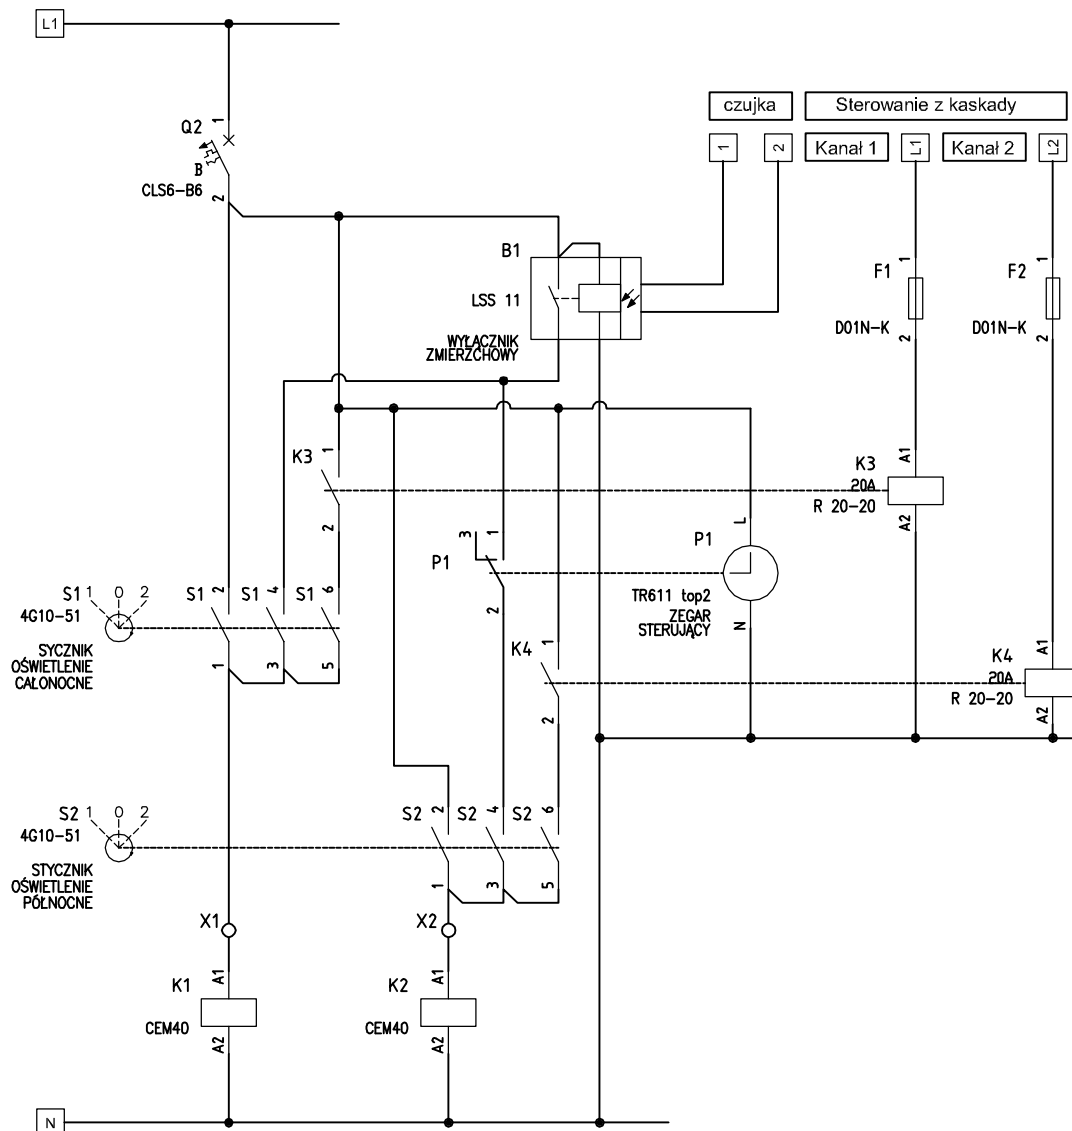 L1
1
Q2
B
CLS6-B6
2
czujka
Sterowanie z kaskady
1
2
Kanał 1
L1
Kanał 2
L2
B1
LSS 11
WYŁĄCZNIK
ZMIERZCHOWY
1
F1
D01N-K
2
1
F2
D01N-K
2
K3
1
2
A1
K3
20A
R 20-20
A2
3
1
P1
2
L
P1
TR611 top2
ZEGAR
STERUJĄCY
N
S1 1 0 2
4G10-51
SYCZNIK
OŚWIETLENIE
CAŁONOCNE
S1 2
S1 4
S1 6
1
3
5
K4
1
2
A1
K4
20A
R 20-20
A2
S2 1 0 2
4G10-51
STYCZNIK
OŚWIETLENIE
PÓŁNOCNE
S2 2
S2 4
S2 6
1
3
5
X1
X2
A1
K1
CEM40
A2
A1
K2
CEM40
A2
N